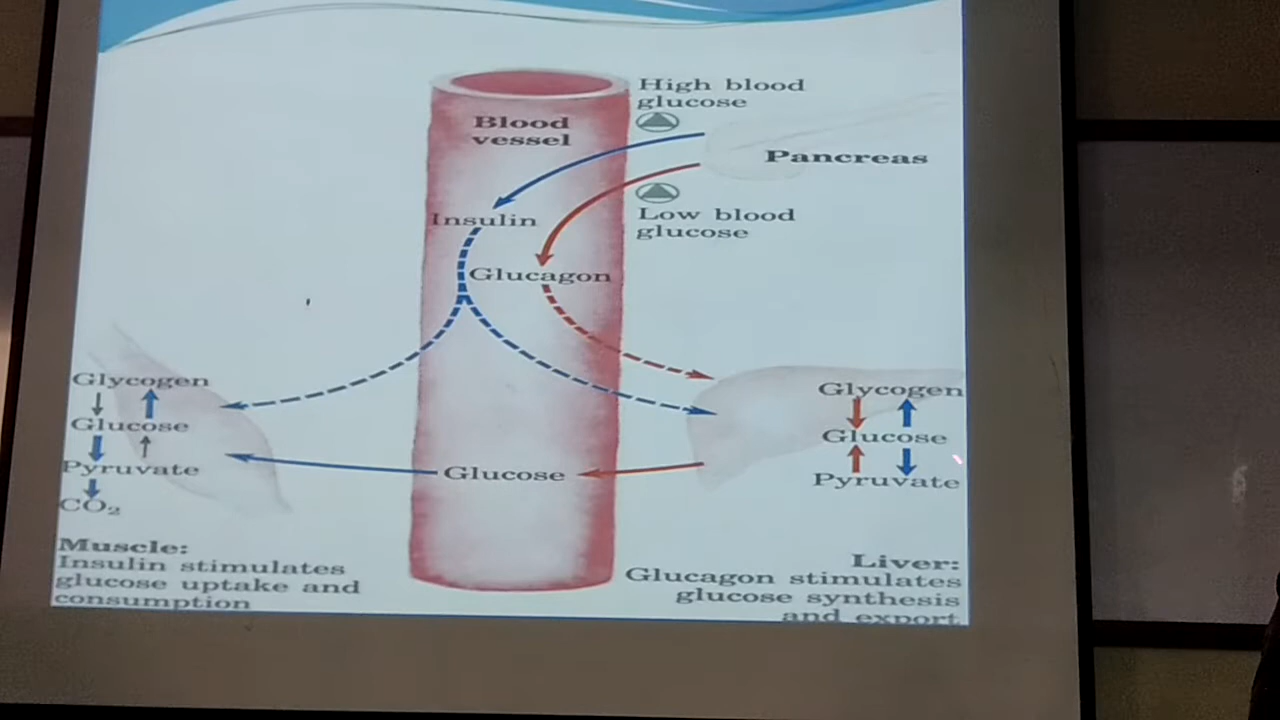 High blood
glucose
Blood
vessel
Pancreas
Insulin
Low blood
glucose
Glucagon
Glycogen
Glucose
Pyruvate
CO₂
Glucose
Glycogen
Glucose
Pyruvate
Muscle:
Insulin stimulates
glucose uptake and
consumption
Liver:
Glucagon stimulates
glucose synthesis
and export